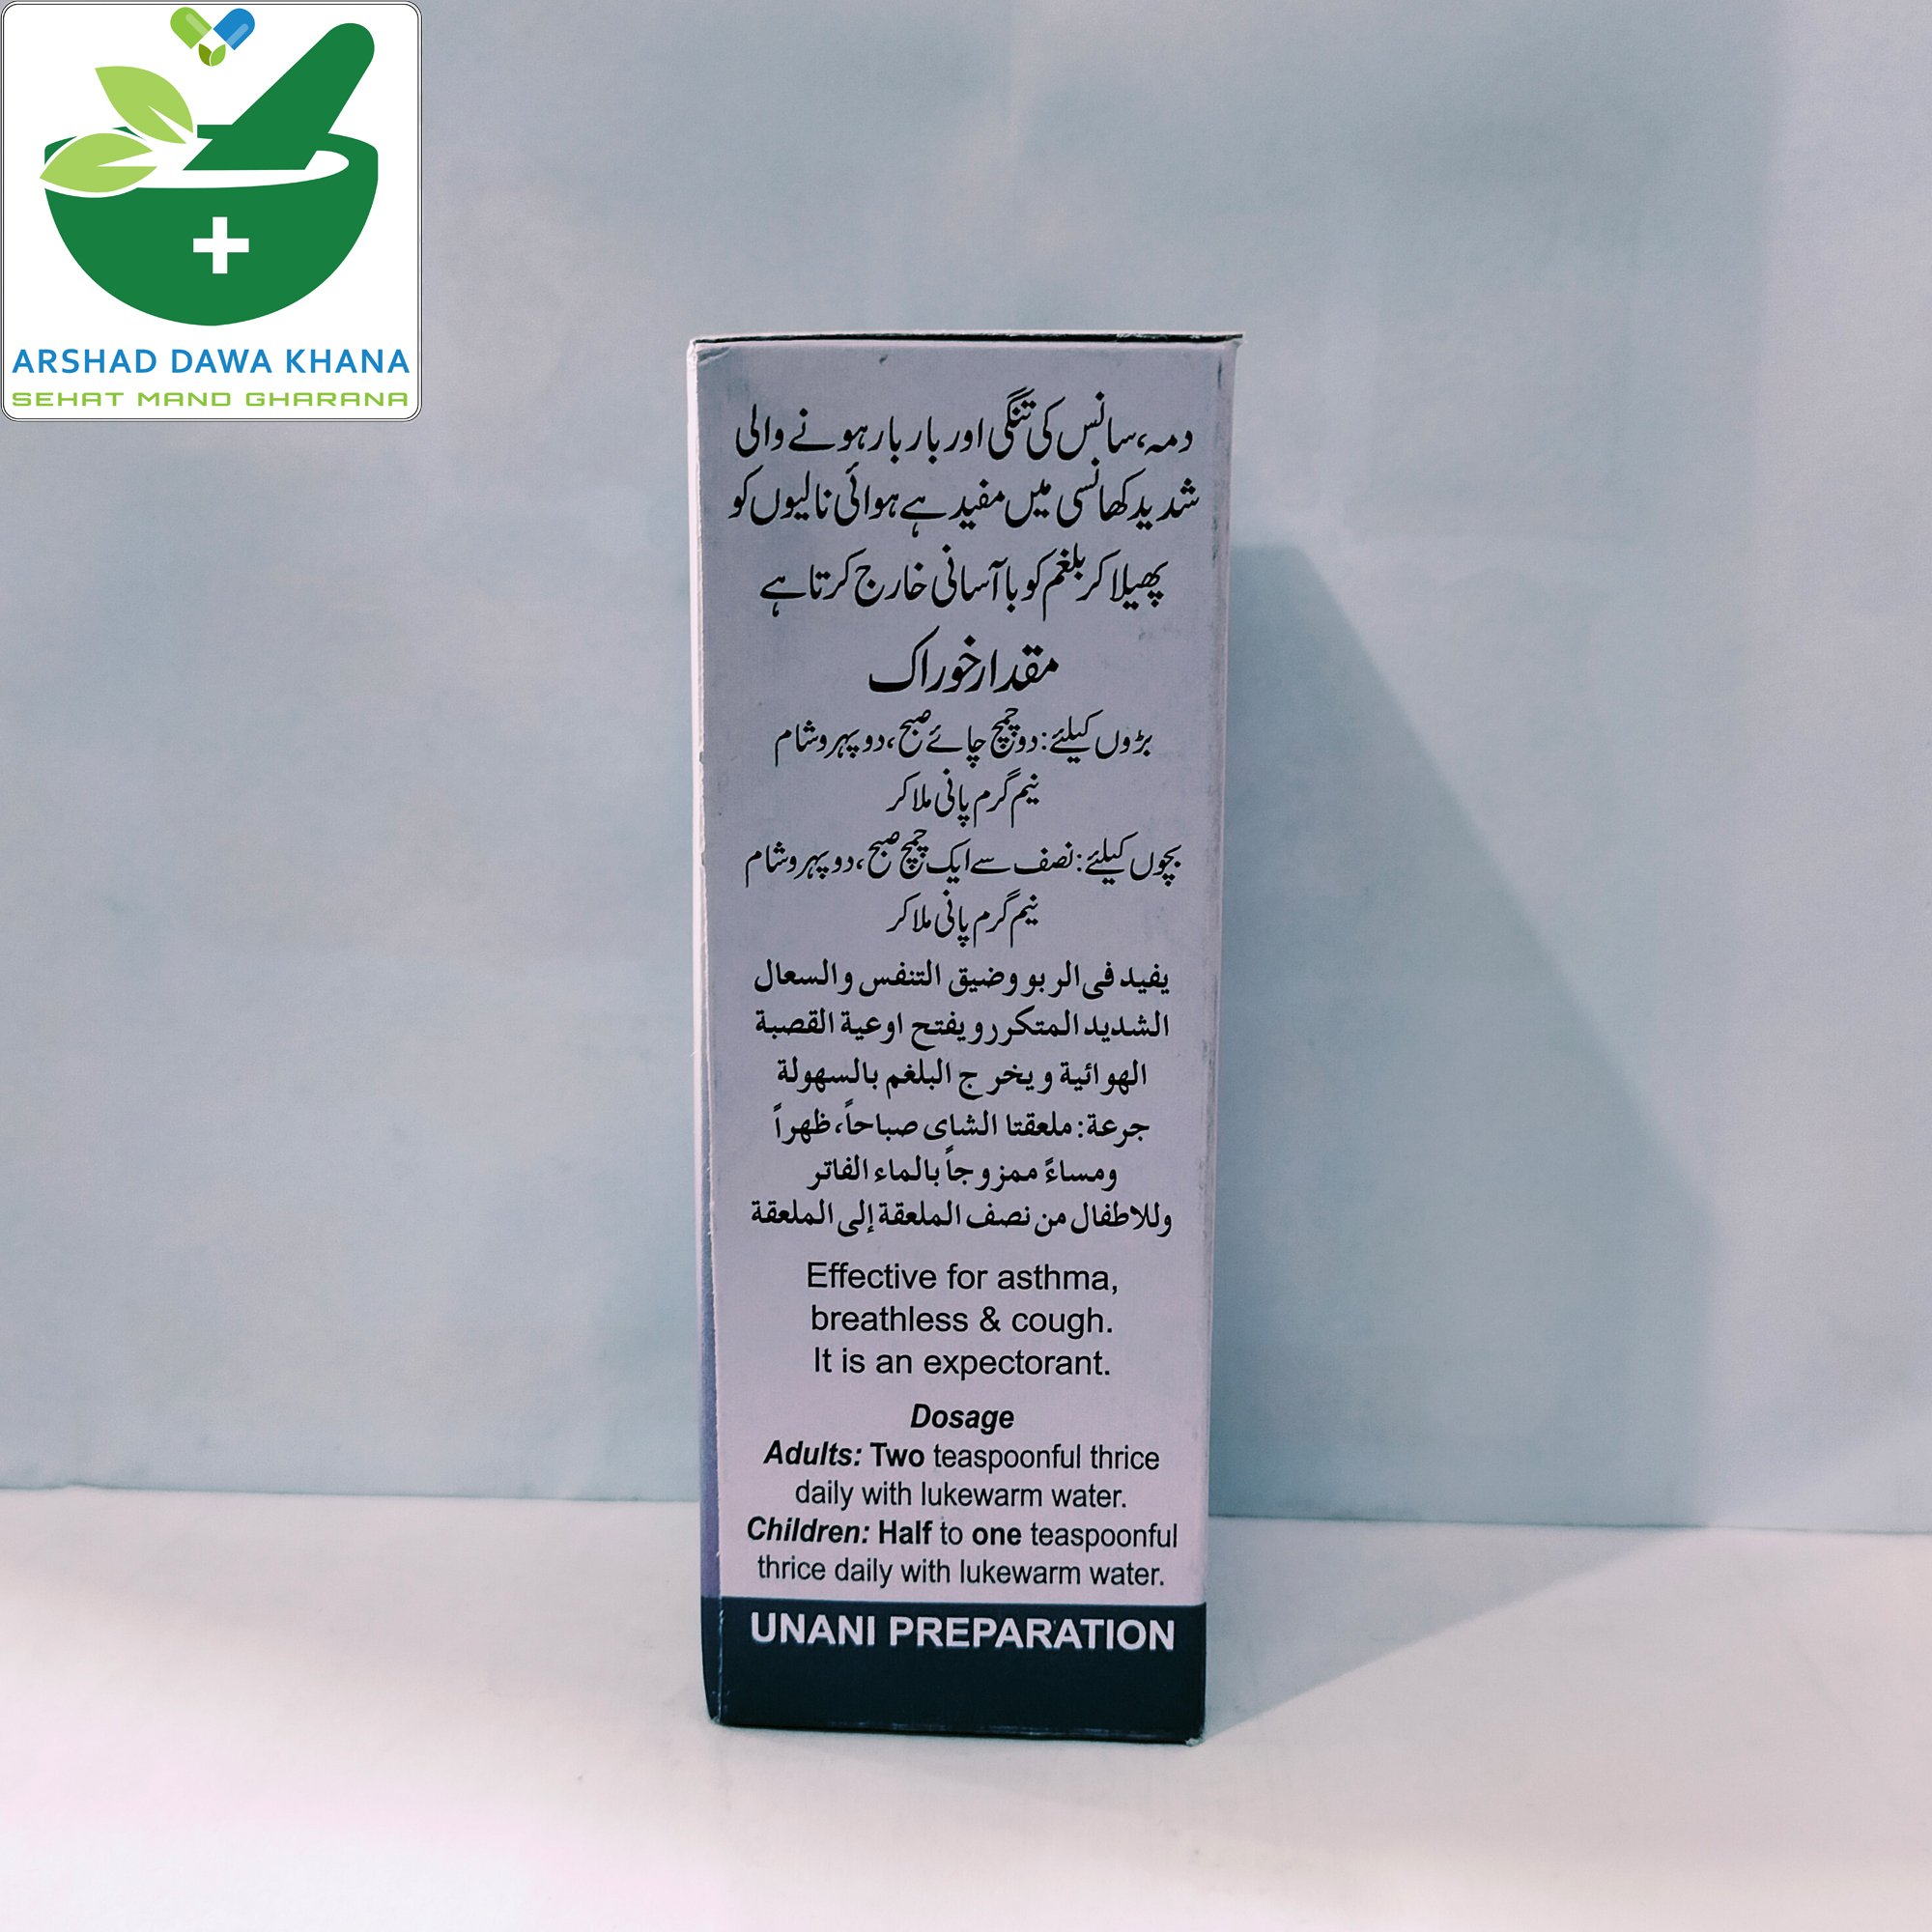 ARSHAD DAWA KHANA
SEHAT MAND GHARANA
دمہ، سانس کی تنگی اور بار بار ہونے والی
شدید کھانسی میں مفید ہے ہوائی نالیوں کو
پھیلا کر بلغم کو باآسانی خارج کرتا ہے
مقدار خوراک
بڑوں کیلئے: دو چمچ چائے صبح، دوپہر و شام
نیم گرم پانی ملا کر
بچوں کیلئے: نصف سے ایک چمچ صبح، دوپہر و شام
نیم گرم پانی ملا کر
يفيد فى الربو وضيق التنفس والسعال
الشديد المتكرر ويفتح اوعية القصبة
الهوائية ويخرج البلغم بالسهولة
جرعة: ملعقتا الشاى صباحاً، ظهراً
ومساءً ممزوجاً بالماء الفاتر
وللاطفال من نصف الملعقة إلى الملعقة
Effective for asthma,
breathless & cough.
It is an expectorant.
Dosage
Adults: Two teaspoonful thrice
daily with lukewarm water.
Children: Half to one teaspoonful
thrice daily with lukewarm water.
UNANI PREPARATION